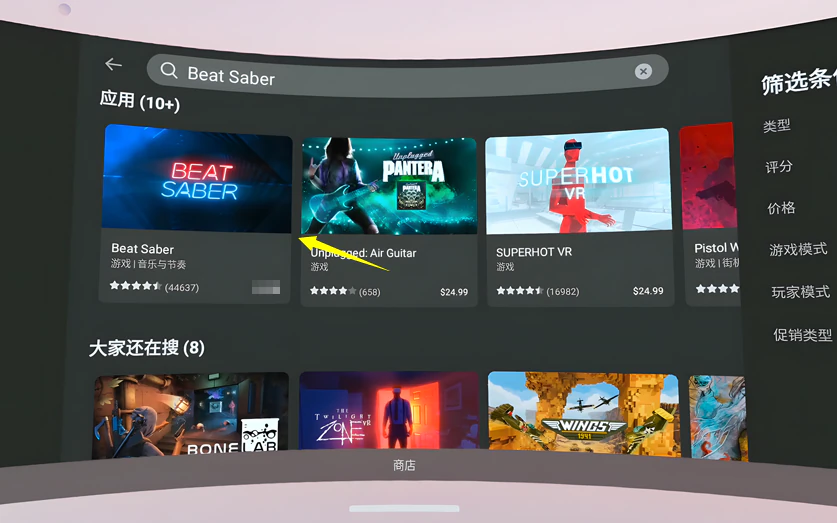 Beat Saber
筛选条件
应用 (10+)
类型
评分
价格
游戏模式
玩家模式
促销类型
BEAT
SABER
Unplugged
PANTERA
SUPERHOT
VR
Beat Saber
游戏 | 音乐与节奏
(44637)
Unplugged: Air Guitar
游戏
(658)
$24.99
SUPERHOT VR
游戏
(16982)
$24.99
Pistol W
游戏 | 街机
大家还在搜 (8)
BONELAB
THE
TWILIGHT
ZONE VR
WINGS
1941
商店